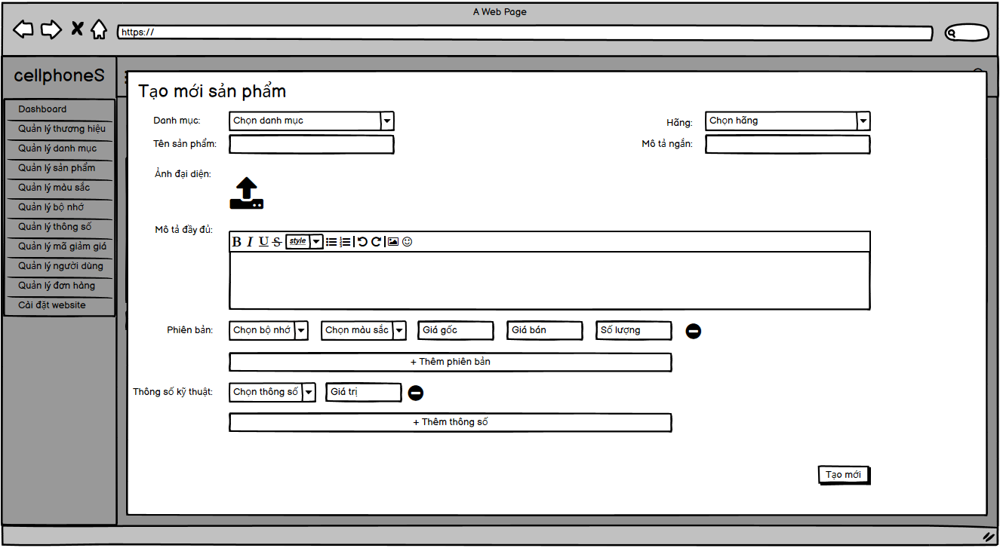 A Web Page
https://
cellphoneS
Dashboard
Quản lý thương hiệu
Quản lý danh mục
Quản lý sản phẩm
Quản lý màu sắc
Quản lý bộ nhớ
Quản lý thông số
Quản lý mã giảm giá
Quản lý người dùng
Quản lý đơn hàng
Cài đặt website
Tạo mới sản phẩm
Danh mục: Chọn danh mục Hãng: Chọn hãng
Tên sản phẩm: Mô tả ngắn:
Ảnh đại diện:
Mô tả đầy đủ:
B I U S style
Phiên bản: Chọn bộ nhớ Chọn màu sắc Giá gốc Giá bán Số lượng
+ Thêm phiên bản
Thông số kỹ thuật: Chọn thông số Giá trị
+ Thêm thông số
Tạo mới